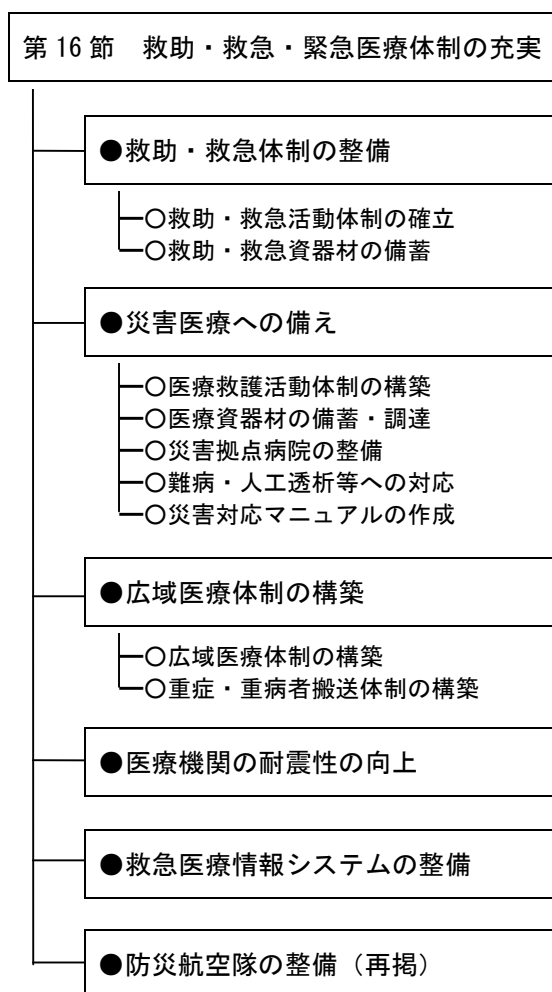 第 16 節　救助・救急・緊急医療体制の充実
●救助・救急体制の整備
○救助・救急活動体制の確立
○救助・救急資器材の備蓄
●災害医療への備え
○医療救護活動体制の構築
○医療資器材の備蓄・調達
○災害拠点病院の整備
○難病・人工透析等への対応
○災害対応マニュアルの作成
●広域医療体制の構築
○広域医療体制の構築
○重症・重病者搬送体制の構築
●医療機関の耐震性の向上
●救急医療情報システムの整備
●防災航空隊の整備（再掲）